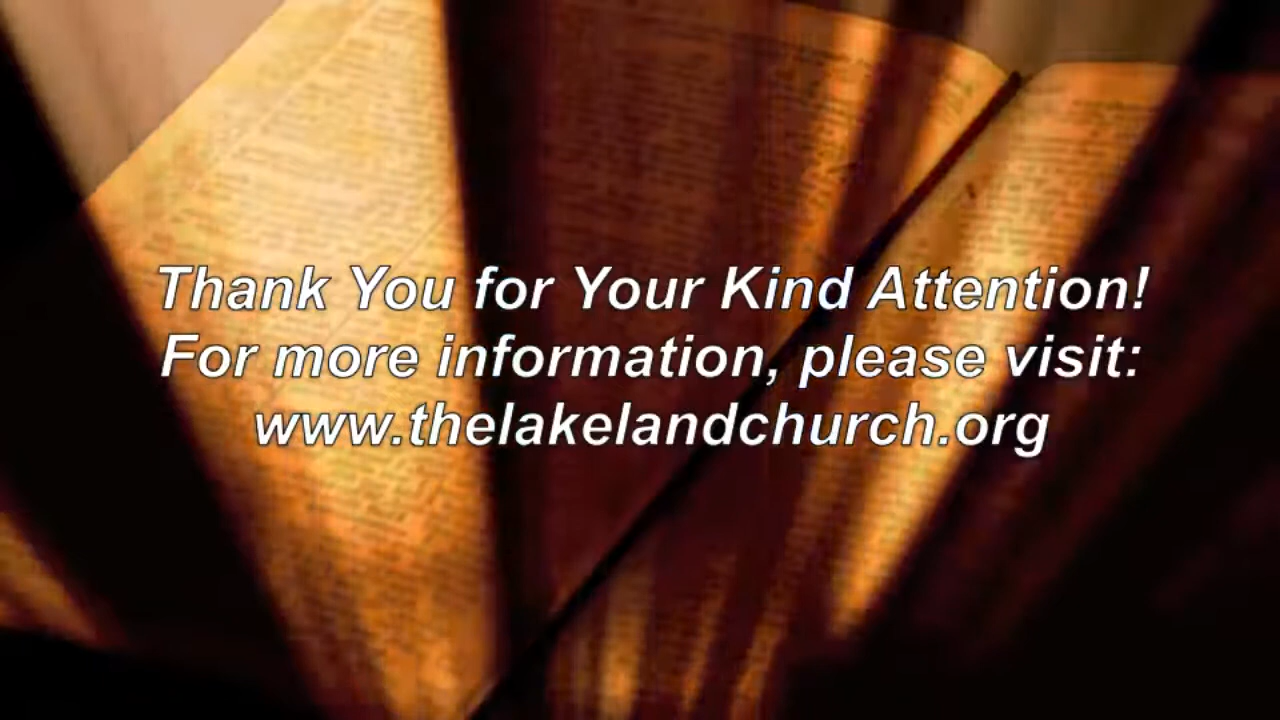 Thank You for Your Kind Attention!
For more information, please visit:
www.thelakelandchurch.org